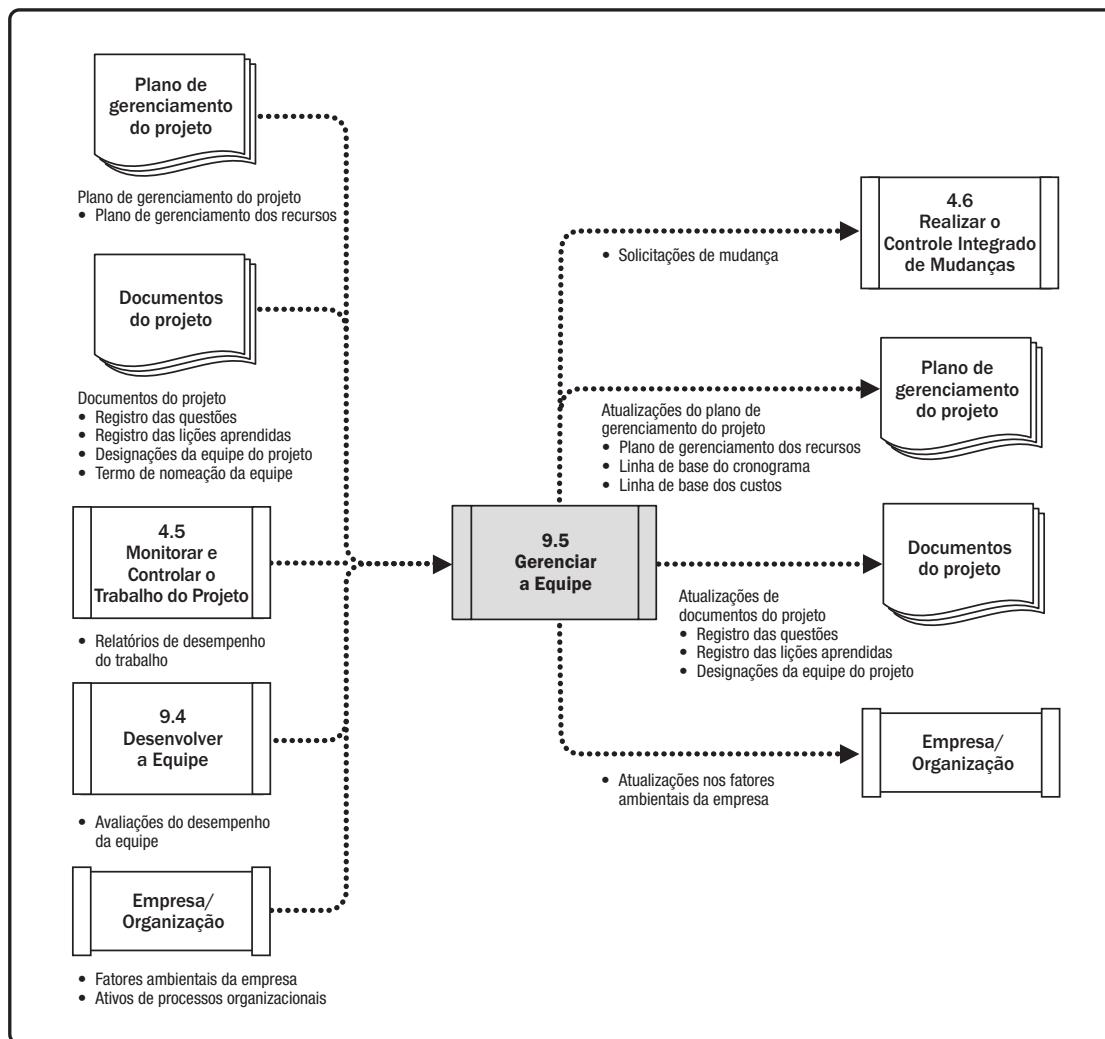 Plano de
gerenciamento
do projeto
Plano de gerenciamento do projeto
• Plano de gerenciamento dos recursos
Documentos
do projeto
Documentos do projeto
• Registro das questões
• Registro das lições aprendidas
• Designações da equipe do projeto
• Termo de nomeação da equipe
4.5
Monitorar e
Controlar o
Trabalho do Projeto
• Relatórios de desempenho
do trabalho
9.4
Desenvolver
a Equipe
• Avaliações do desempenho
da equipe
Empresa/
Organização
• Fatores ambientais da empresa
• Ativos de processos organizacionais
9.5
Gerenciar
a Equipe
• Solicitações de mudança
4.6
Realizar o
Controle Integrado
de Mudanças
Atualizações do plano de
gerenciamento do projeto
• Plano de gerenciamento dos recursos
• Linha de base do cronograma
• Linha de base dos custos
Plano de
gerenciamento
do projeto
Atualizações de
documentos do projeto
• Registro das questões
• Registro das lições aprendidas
• Designações da equipe do projeto
Documentos
do projeto
• Atualizações nos fatores
ambientais da empresa
Empresa/
Organização